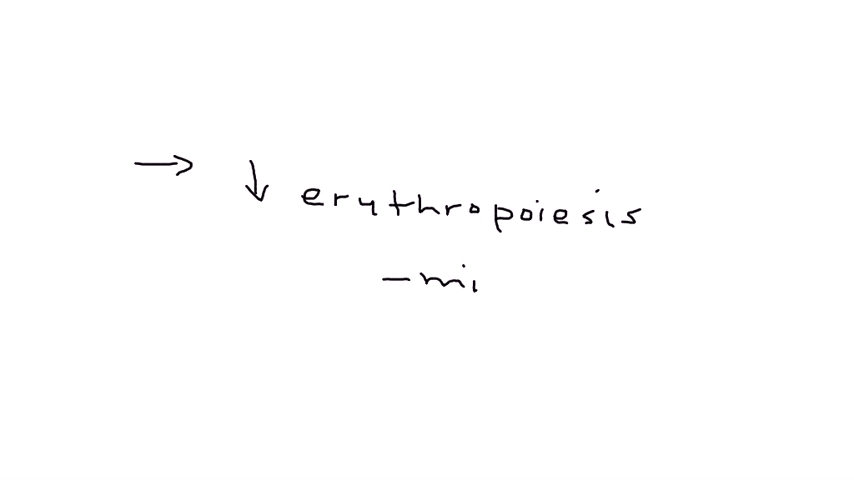 → ↓ erythropoiesis
– mi